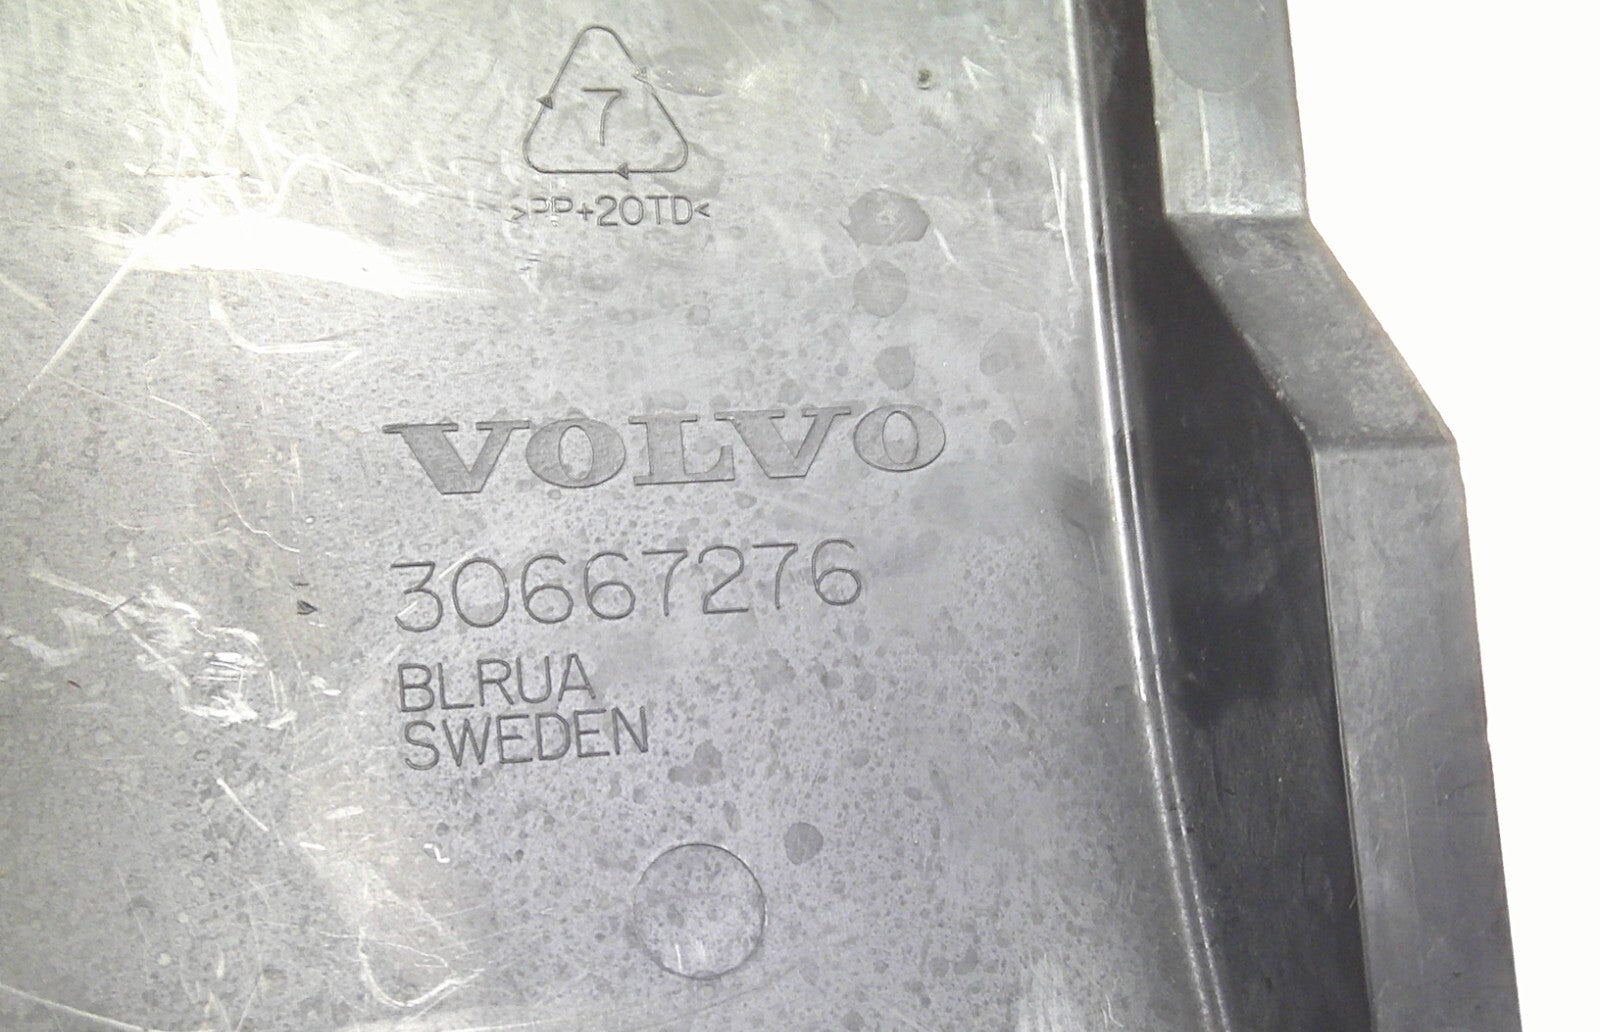 7
>PP+20TD<
VOLVO
30667276
BLRUA
SWEDEN